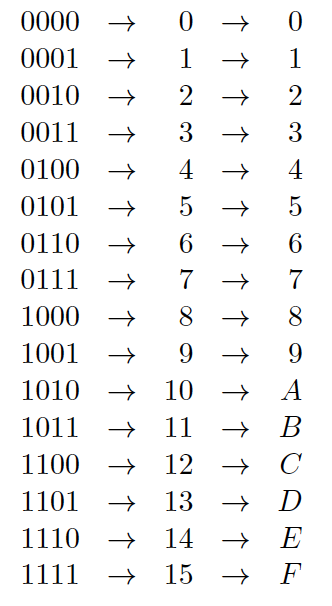 0000 → 0 → 0
0001 → 1 → 1
0010 → 2 → 2
0011 → 3 → 3
0100 → 4 → 4
0101 → 5 → 5
0110 → 6 → 6
0111 → 7 → 7
1000 → 8 → 8
1001 → 9 → 9
1010 → 10 → A
1011 → 11 → B
1100 → 12 → C
1101 → 13 → D
1110 → 14 → E
1111 → 15 → F